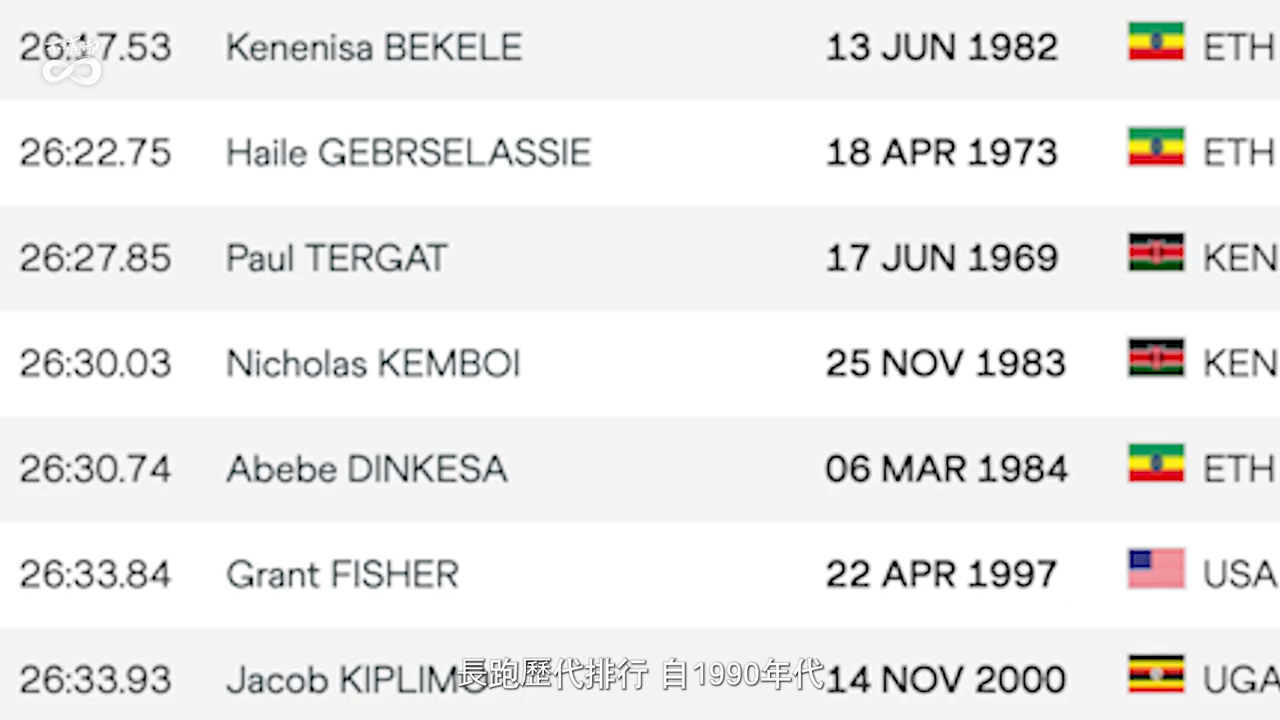 26:17.53 Kenenisa BEKELE 13 JUN 1982 ETH
26:22.75 Haile GEBRSELASSIE 18 APR 1973 ETH
26:27.85 Paul TERGAT 17 JUN 1969 KEN
26:30.03 Nicholas KEMBOI 25 NOV 1983 KEN
26:30.74 Abebe DINKESA 06 MAR 1984 ETH
26:33.84 Grant FISHER 22 APR 1997 USA
26:33.93 Jacob KIPLIMO 14 NOV 2000 UGA
長跑歷代排行 自1990年代